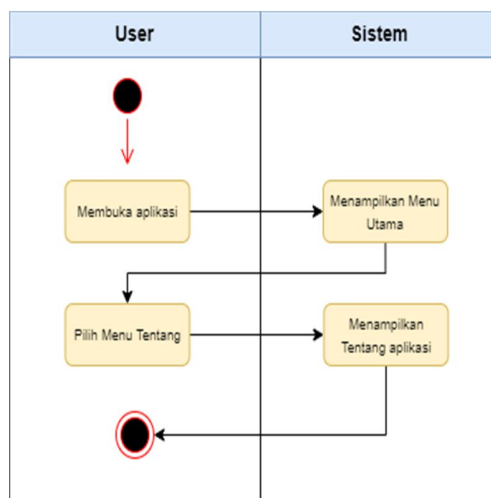 User
Sistem
Membuka aplikasi
Menampilkan Menu
Utama
Pilih Menu Tentang
Menampilkan
Tentang aplikasi